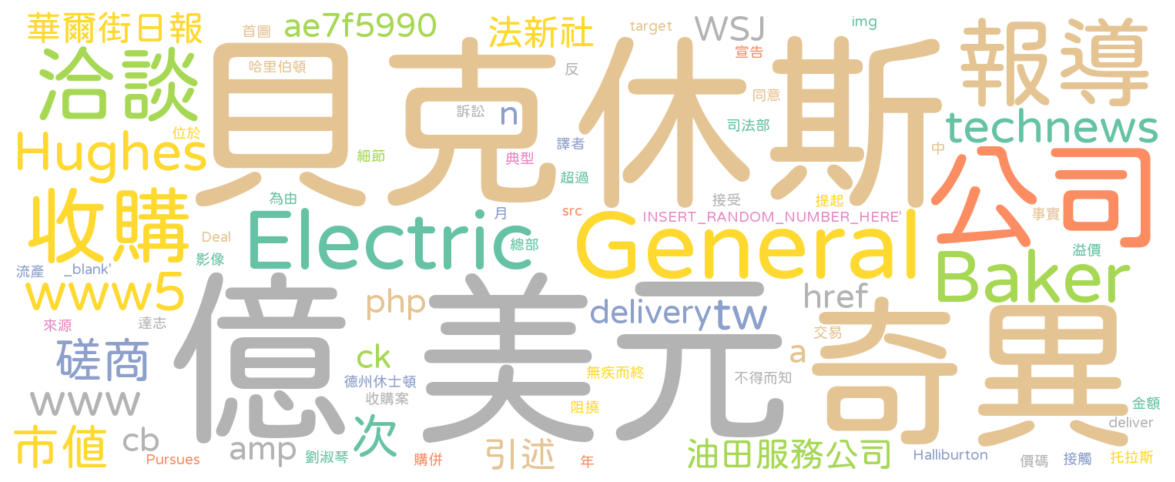 華爾街日報
首圖
ae7f5990
法新社
target
WSJ
宣告
img
報導
洽談
哈里伯頓
貝克休斯
反
同意
訴訟
n
司法部
technews
位於
Hughes
細節
典型
譯者
超過
中
公司
收購
為由
月
src
接受
提起
INSERT_RANDOM_NUMBER_HERE'
事實
Deal
Electric
General
影像
總部
溢價
流產
_blank'
Baker
www5
億美元
php
delivery
tw
href
奇異
來源
達志
交易
a
磋商
ck
無疾而終
德州休士頓
不得而知
www
收購案
阻撓
金額
次
deliver
市值
cb
amp
引述
油田服務公司
Halliburton
Pursues
劉淑琴
購併
年
價碼
接觸
托拉斯